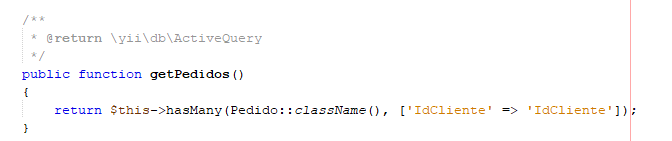 /**
 * @return \yii\db\ActiveQuery
 */
public function getPedidos()
{
    return $this->hasMany(Pedido::className(), ['IdCliente' => 'IdCliente']);
}